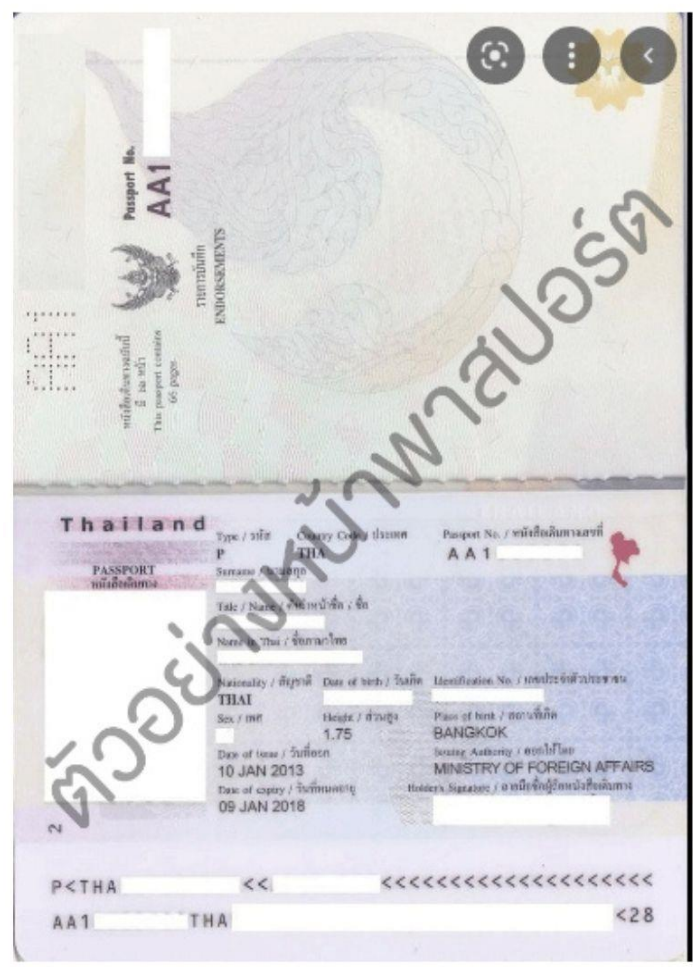 Passport No.
AA1
รายการบันทึก
ENDORSEMENTS
หนังสือเดินทางฉบับนี้
มี ๖๖ หน้า
This passport contains
66 pages
ตัวอย่างหน้าพาสปอร์ต
Thailand
PASSPORT
หนังสือเดินทาง
Type / รหัส Country Code / ประเทศ Passport No. / หนังสือเดินทางเลขที่
P THA AA1
Surname / นามสกุล
Title / Name / คำนำหน้าชื่อ / ชื่อ
Name in Thai / ชื่อภาษาไทย
Nationality / สัญชาติ Date of birth / วันเกิด Identification No. / เลขประจำตัวประชาชน
THAI
Sex / เพศ Height / ส่วนสูง Place of birth / สถานที่เกิด
1.75 BANGKOK
Date of issue / วันที่ออก Issuing Authority / ออกให้โดย
10 JAN 2013 MINISTRY OF FOREIGN AFFAIRS
Date of expiry / วันที่หมดอายุ Holder's Signature / ลายมือชื่อผู้ถือหนังสือเดินทาง
09 JAN 2018
2
P<THA << <<<<<<<<<<<<<<<<<<<<<
AA1 THA <28